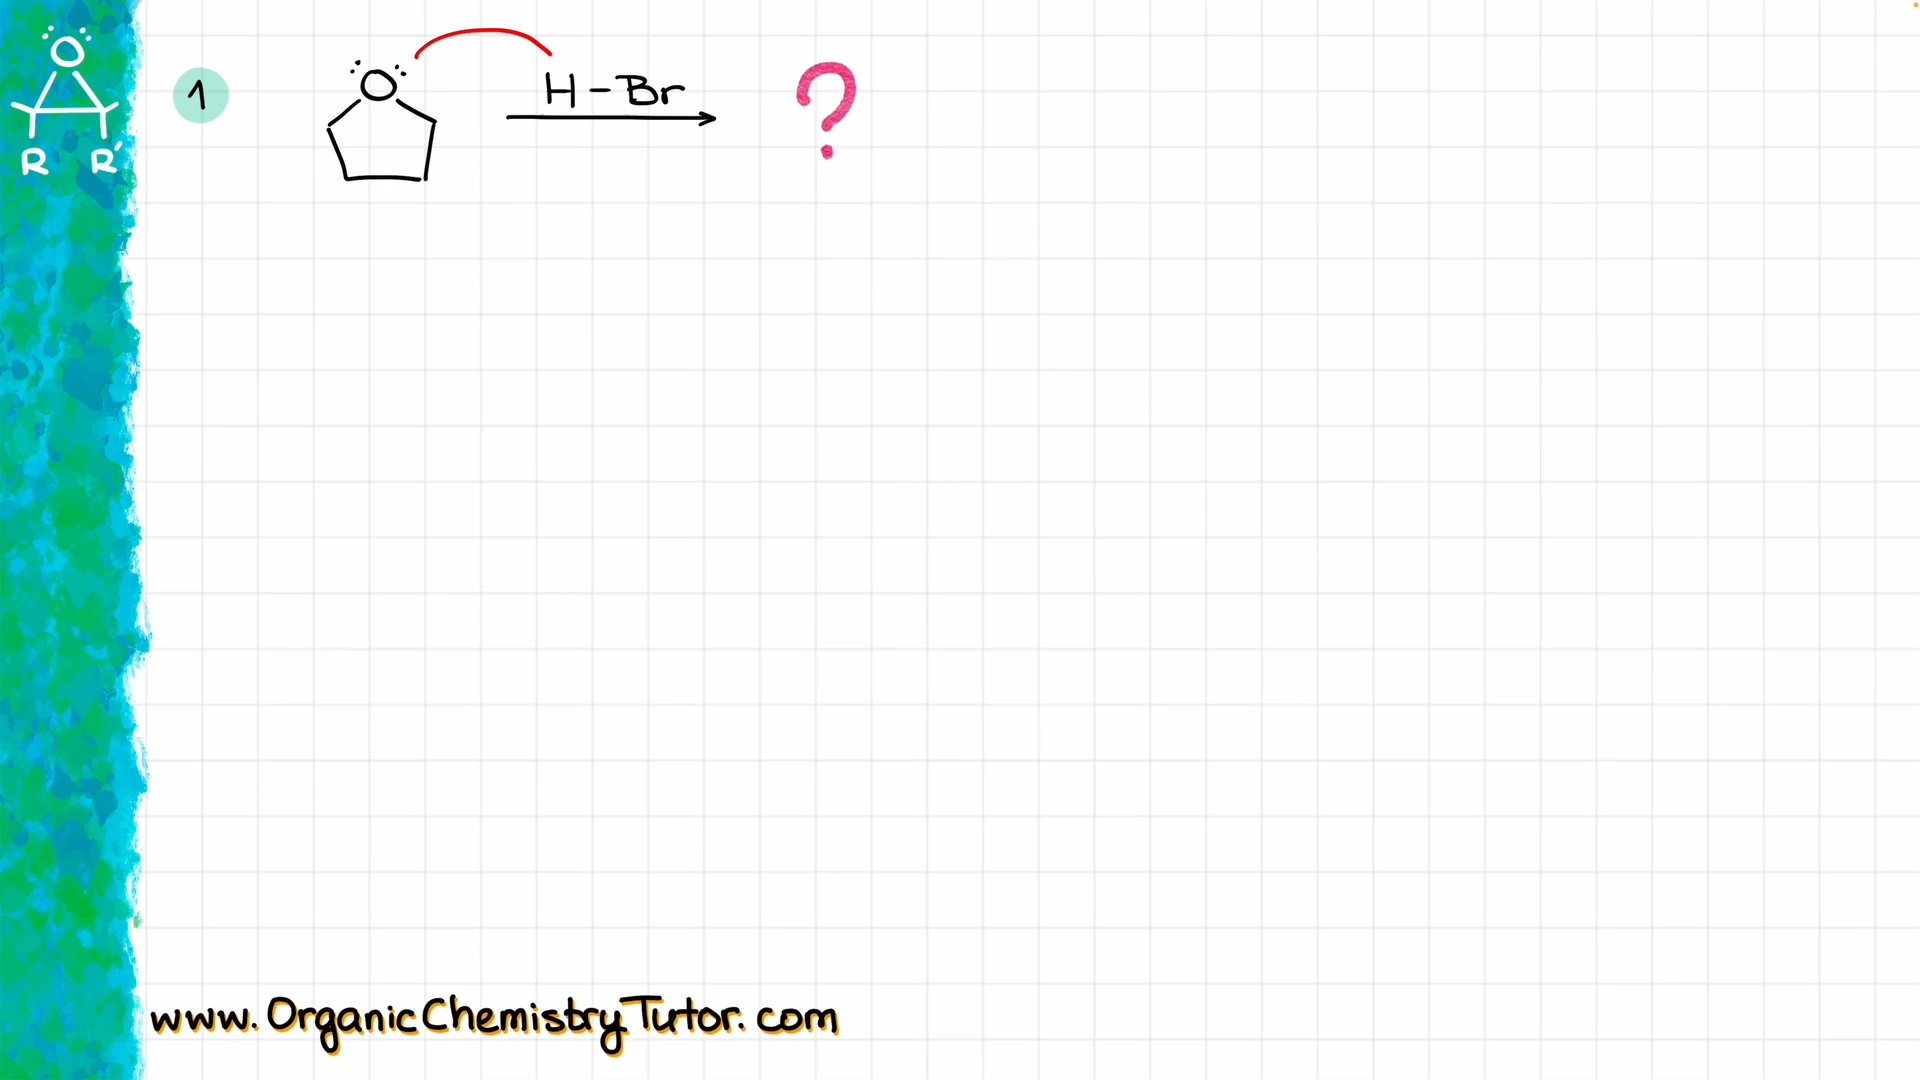 O
R R′
1
O H-Br ?
www.OrganicChemistryTutor.com